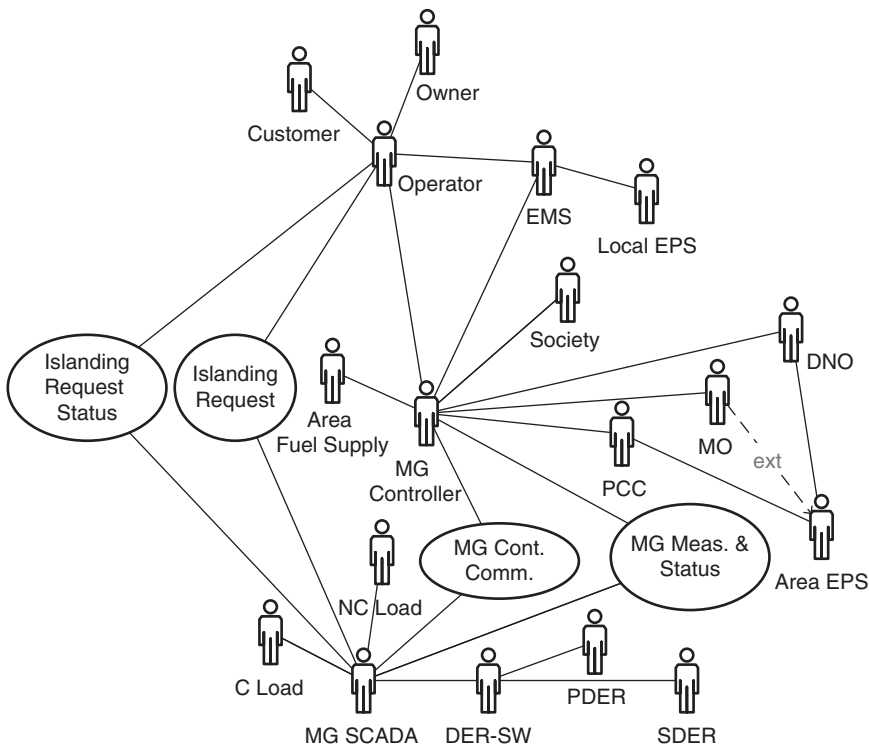 Owner
Customer
Operator
EMS
Local EPS
Society
DNO
Islanding
Request
Status
Islanding
Request
Area
Fuel Supply
MG
Controller
MO
ext
PCC
MG Cont.
Comm.
MG Meas. &
Status
Area EPS
NC Load
C Load
PDER
MG SCADA
DER-SW
SDER